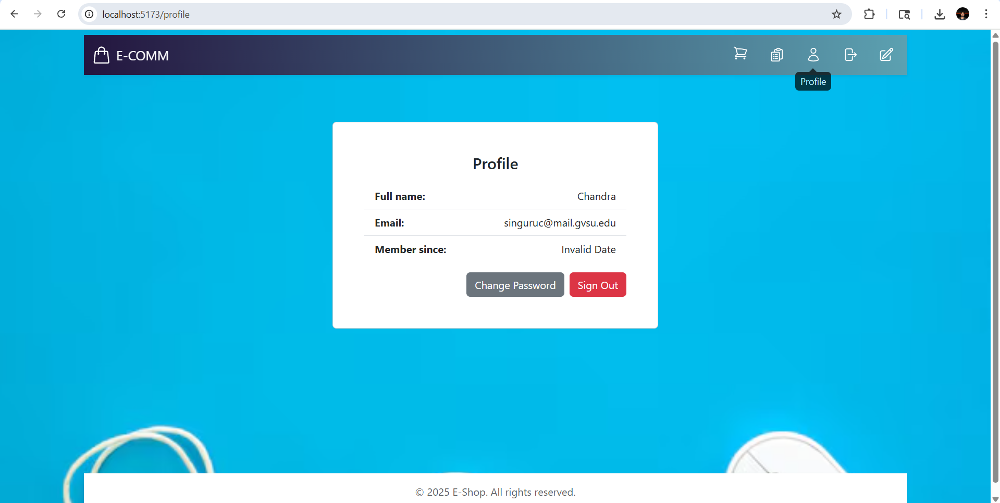 localhost:5173/profile
E-COMM
Profile
Profile
Full name: Chandra
Email: singuruc@mail.gvsu.edu
Member since: Invalid Date
Change Password Sign Out
© 2025 E-Shop. All rights reserved.